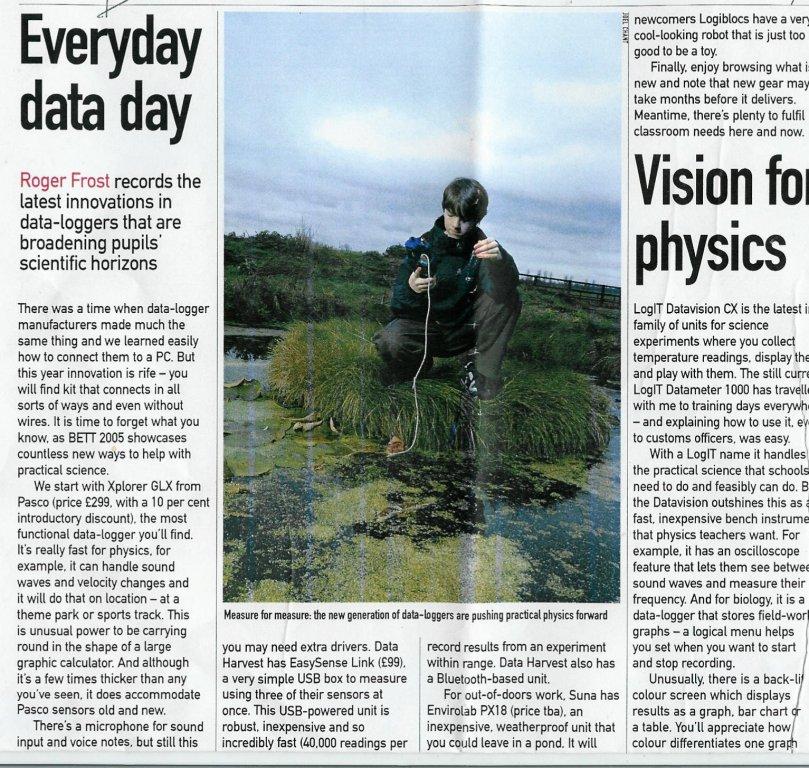 Everyday
data day
Roger Frost records the
latest innovations in
data-loggers that are
broadening pupils'
scientific horizons
There was a time when data-logger
manufacturers made much the
same thing and we learned easily
how to connect them to a PC. But
this year innovation is rife – you
will find kit that connects in all
sorts of ways and even without
wires. It is time to forget what you
know, as BETT 2005 showcases
countless new ways to help with
practical science.
We start with Xplorer GLX from
Pasco (price £299, with a 10 per cent
introductory discount), the most
functional data-logger you'll find.
It's really fast for physics, for
example, it can handle sound
waves and velocity changes and
it will do that on location – at a
theme park or sports track. This
is unusual power to be carrying
round in the shape of a large
graphic calculator. And although
it's a few times thicker than any
you've seen, it does accommodate
Pasco sensors old and new.
There's a microphone for sound
input and voice notes, but still this
JOEL CHANT
Measure for measure: the new generation of data-loggers are pushing practical physics forward
you may need extra drivers. Data
Harvest has EasySense Link (£99),
a very simple USB box to measure
using three of their sensors at
once. This USB-powered unit is
robust, inexpensive and so
incredibly fast (40,000 readings per
record results from an experiment
within range. Data Harvest also has
a Bluetooth-based unit.
For out-of-doors work, Suna has
Envirolab PX18 (price tba), an
inexpensive, weatherproof unit that
you could leave in a pond. It will
newcomers Logiblocs have a very
cool-looking robot that is just too
good to be a toy.
Finally, enjoy browsing what is
new and note that new gear may
take months before it delivers.
Meantime, there's plenty to fulfil
classroom needs here and now.
Vision for
physics
LogIT Datavision CX is the latest i
family of units for science
experiments where you collect
temperature readings, display the
and play with them. The still curre
LogIT Datameter 1000 has travelle
with me to training days everywhe
– and explaining how to use it, ev
to customs officers, was easy.
With a LogIT name it handles
the practical science that schools
need to do and feasibly can do. B
the Datavision outshines this as a
fast, inexpensive bench instrume
that physics teachers want. For
example, it has an oscilloscope
feature that lets them see betwee
sound waves and measure their
frequency. And for biology, it is a
data-logger that stores field-wor
graphs – a logical menu helps
you set when you want to start
and stop recording.
Unusually, there is a back-lit
colour screen which displays
results as a graph, bar chart or
a table. You'll appreciate how
colour differentiates one graph